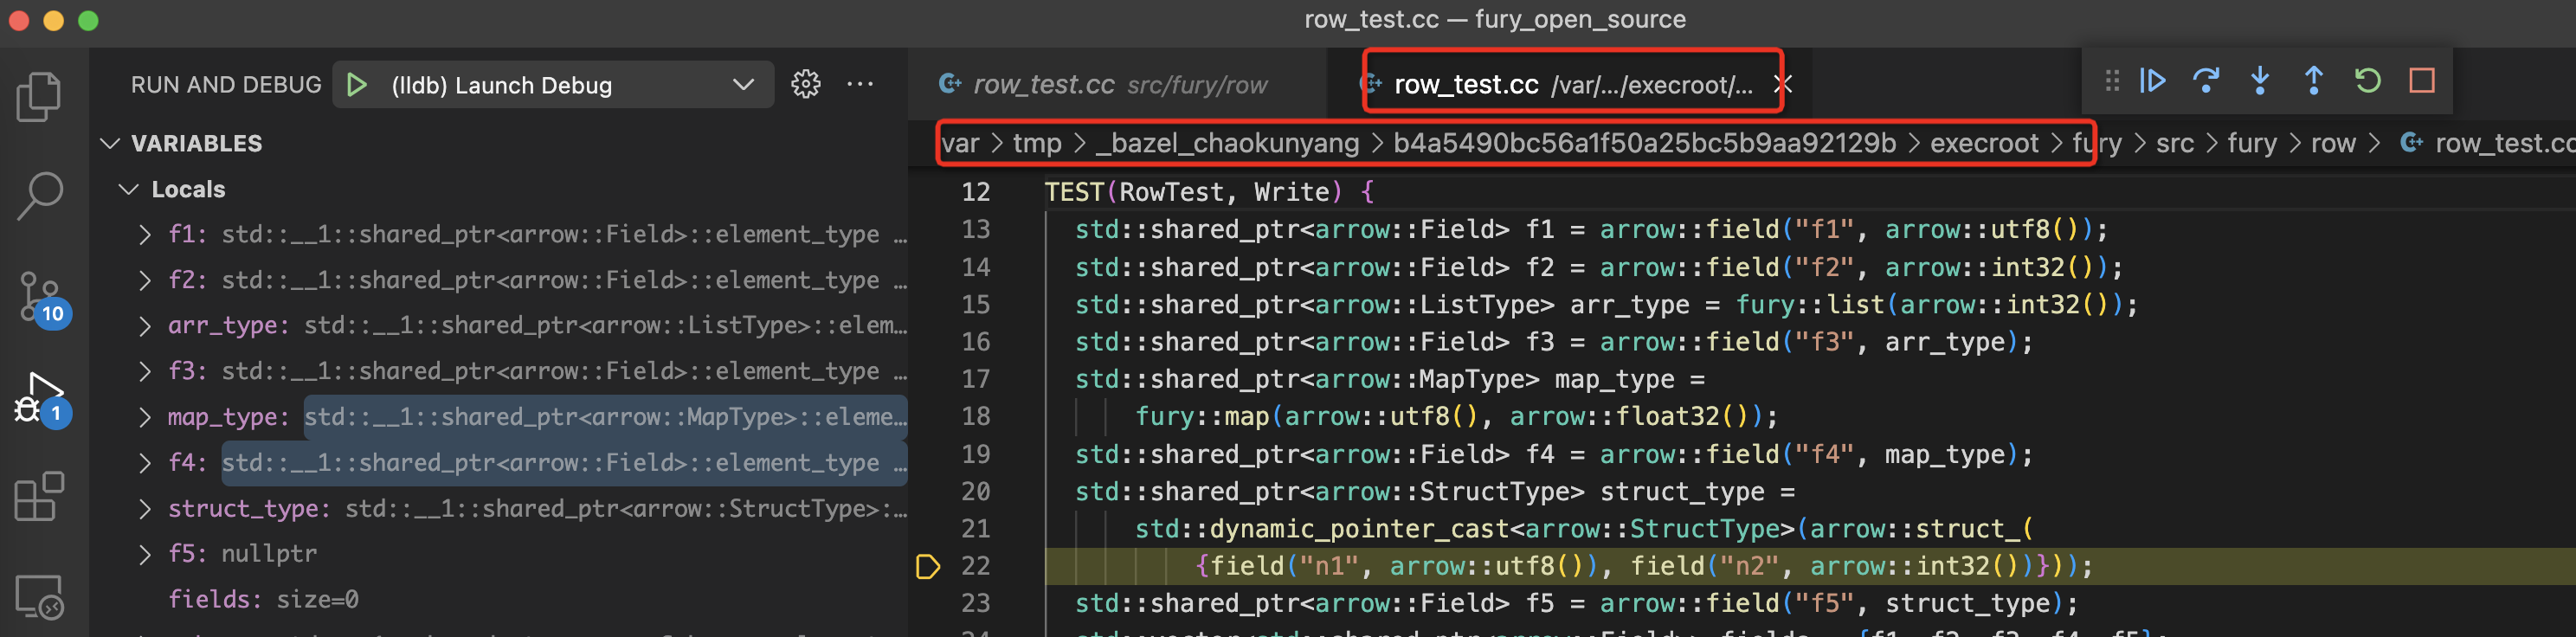 row_test.cc — fury_open_source
RUN AND DEBUG (lldb) Launch Debug ...
row_test.cc src/fury/row
row_test.cc /var/.../execroot/...
var > tmp > _bazel_chaokunyang > b4a5490bc56a1f50a25bc5b9aa92129b > execroot > fury > src > fury > row > row_test.cc
VARIABLES
Locals
f1: std::__1::shared_ptr<arrow::Field>::element_type …
f2: std::__1::shared_ptr<arrow::Field>::element_type …
arr_type: std::__1::shared_ptr<arrow::ListType>::elem…
f3: std::__1::shared_ptr<arrow::Field>::element_type …
map_type: std::__1::shared_ptr<arrow::MapType>::eleme…
f4: std::__1::shared_ptr<arrow::Field>::element_type …
struct_type: std::__1::shared_ptr<arrow::StructType>:…
f5: nullptr
fields: size=0
10
1
12 TEST(RowTest, Write) {
13 std::shared_ptr<arrow::Field> f1 = arrow::field("f1", arrow::utf8());
14 std::shared_ptr<arrow::Field> f2 = arrow::field("f2", arrow::int32());
15 std::shared_ptr<arrow::ListType> arr_type = fury::list(arrow::int32());
16 std::shared_ptr<arrow::Field> f3 = arrow::field("f3", arr_type);
17 std::shared_ptr<arrow::MapType> map_type =
18 fury::map(arrow::utf8(), arrow::float32());
19 std::shared_ptr<arrow::Field> f4 = arrow::field("f4", map_type);
20 std::shared_ptr<arrow::StructType> struct_type =
21 std::dynamic_pointer_cast<arrow::StructType>(arrow::struct_(
22 {field("n1", arrow::utf8()), field("n2", arrow::int32())}));
23 std::shared_ptr<arrow::Field> f5 = arrow::field("f5", struct_type);